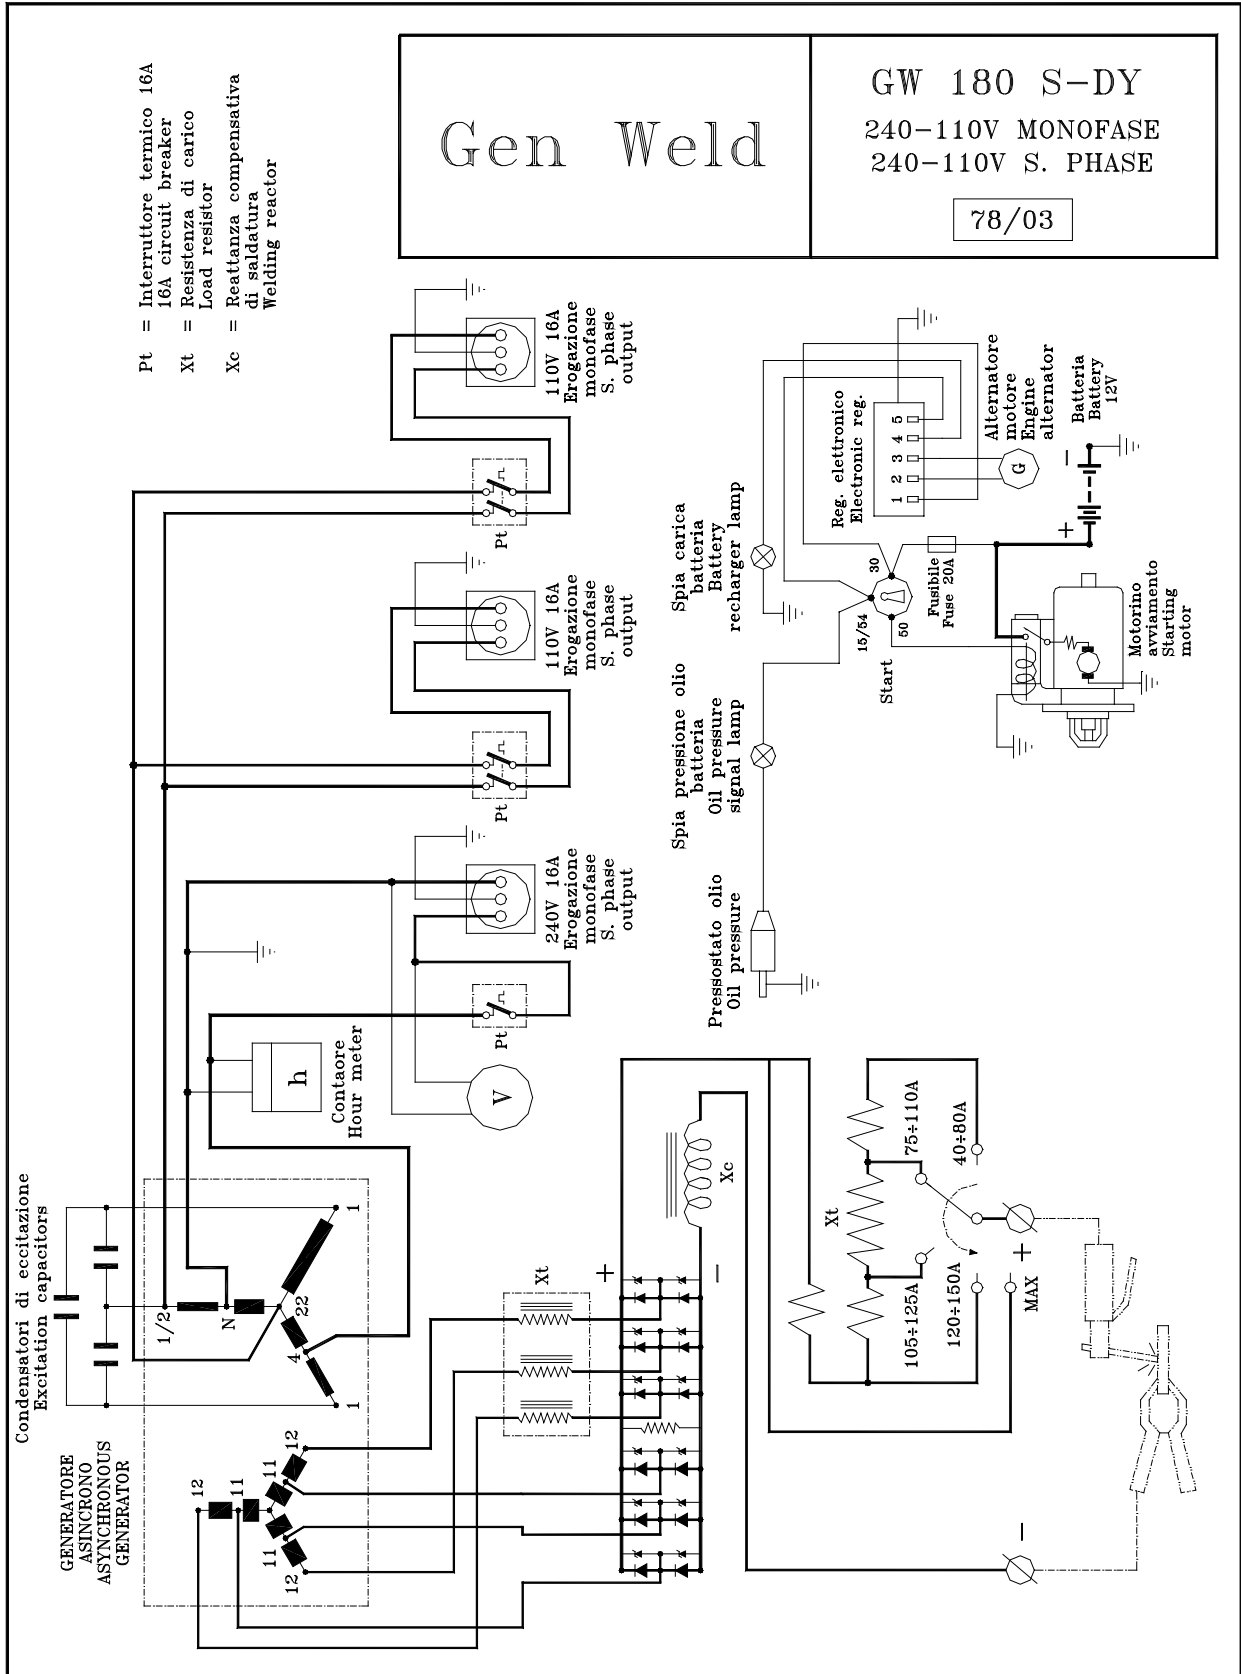 Gen Weld
GW 180 S-DY
240-110V MONOFASE
240-110V S. PHASE
78/03
Pt = Interruttore termico 16A
16A circuit breaker
Xt = Resistenza di carico
Load resistor
Xc = Reattanza compensativa
di saldatura
Welding reactor
110V 16A
Erogazione
monofase
S. phase
output
Pt
110V 16A
Erogazione
monofase
S. phase
output
Pt
240V 16A
Erogazione
monofase
S. phase
output
Pt
V
h
Contaore
Hour meter
Condensatori di eccitazione
Excitation capacitors
GENERATORE
ASINCRONO
ASYNCHRONOUS
GENERATOR
1
1/2
N
22
4
1
12
11
12
11
11
12
Xt
+
-
Xc
Reg. elettronico
Electronic reg.
1 2 3 4 5
Alternatore
motore
Engine
alternator
G
Batteria
Battery
12V
+
-
Spia carica
batteria
Battery
recharger lamp
30
15/54
50
Start
Fusibile
Fuse 20A
Motorino
avviamento
Starting
motor
Spia pressione olio
batteria
Oil pressure
signal lamp
Pressostato olio
Oil pressure
Xt
75÷110A
40÷80A
105÷125A
120÷150A
MAX
+
-